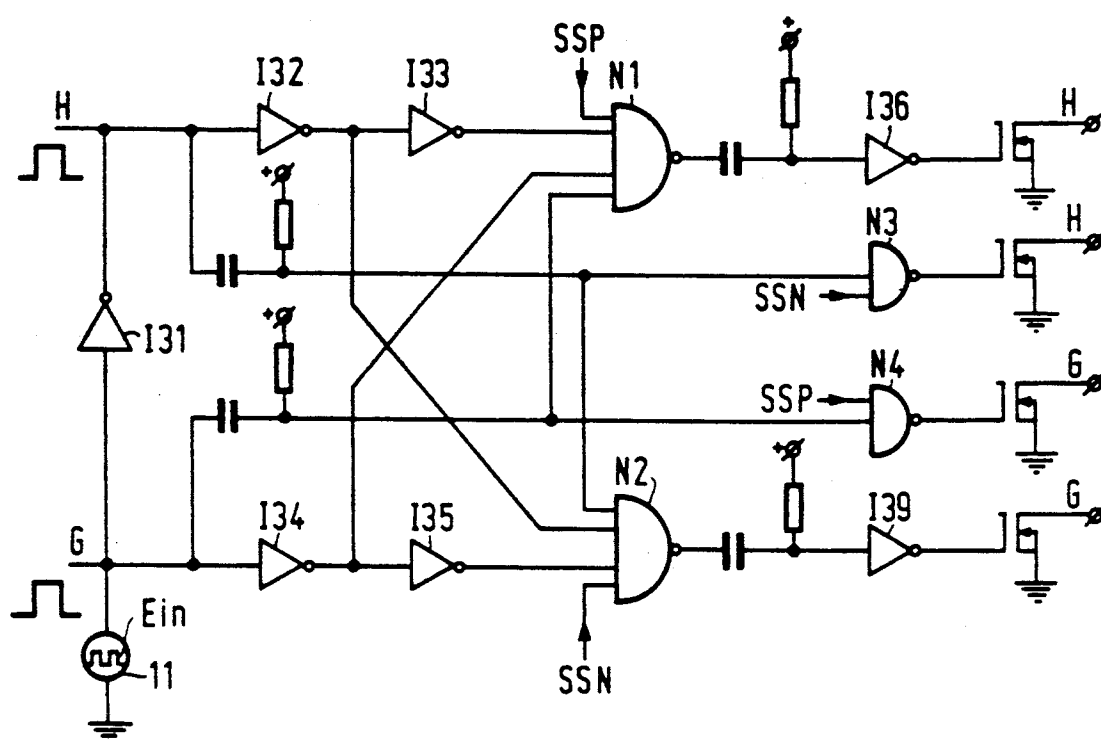 SSP
N1
+
I32
I33
H
I36
H
+
N3
H
SSN
I31
+
N4
G
SSP
+
N2
I34
I35
I39
G
G
Ein
11
SSN